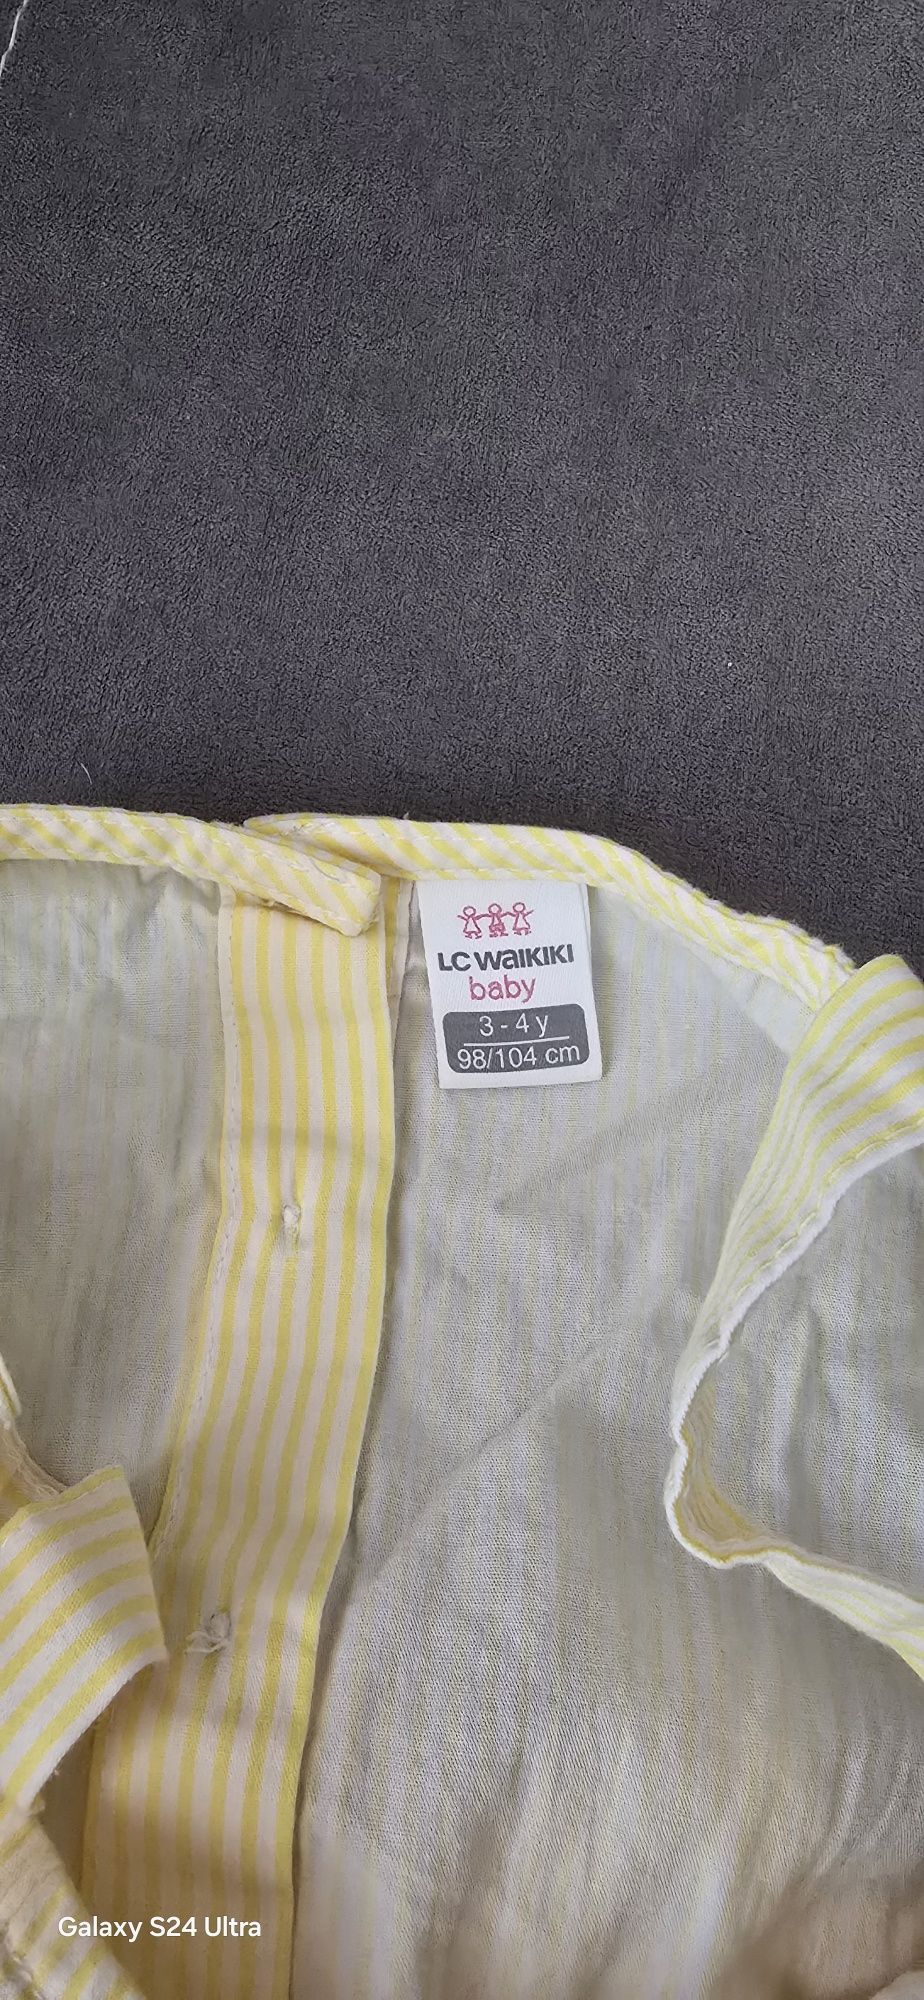 LC WAIKIKI
baby
3 - 4 y
98/104 cm
Galaxy S24 Ultra